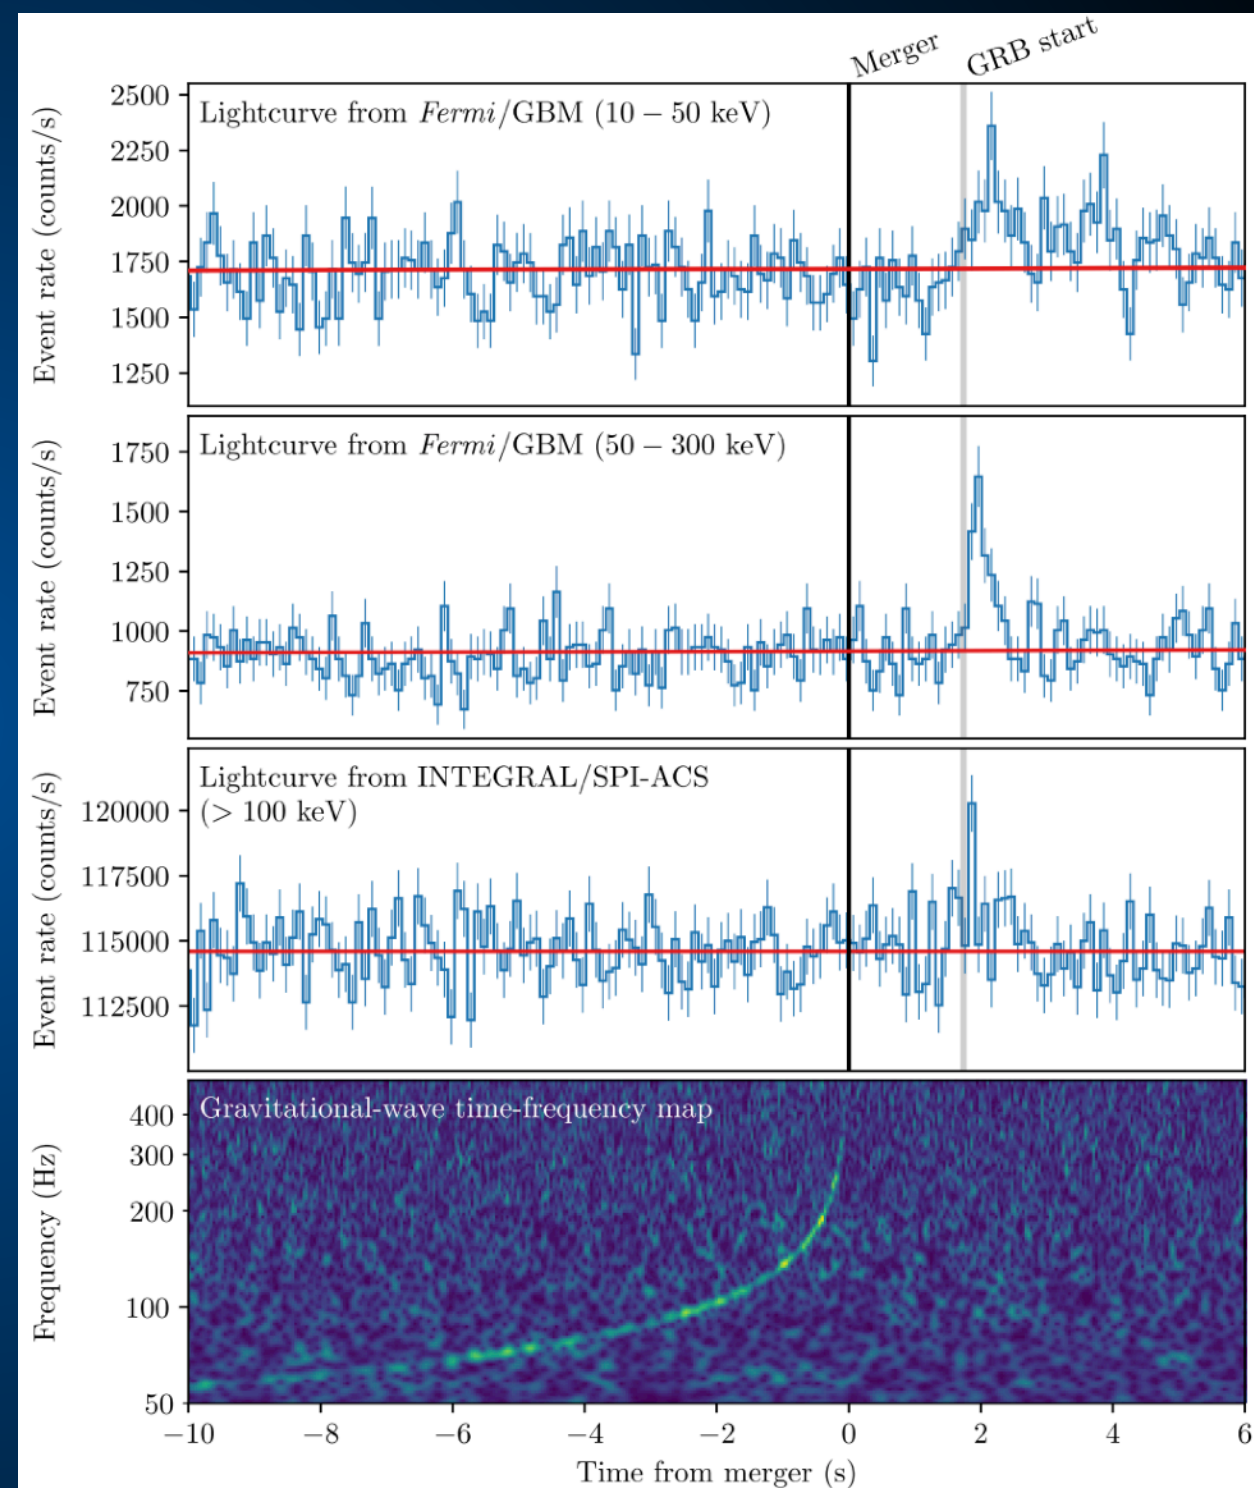 Merger
GRB start
Lightcurve from Fermi/GBM (10 – 50 keV)
Event rate (counts/s)
2500
2250
2000
1750
1500
1250
Lightcurve from Fermi/GBM (50 – 300 keV)
Event rate (counts/s)
1750
1500
1250
1000
750
Lightcurve from INTEGRAL/SPI-ACS
(> 100 keV)
Event rate (counts/s)
120000
117500
115000
112500
Gravitational-wave time-frequency map
Frequency (Hz)
400
300
200
100
50
−10 −8 −6 −4 −2 0 2 4 6
Time from merger (s)